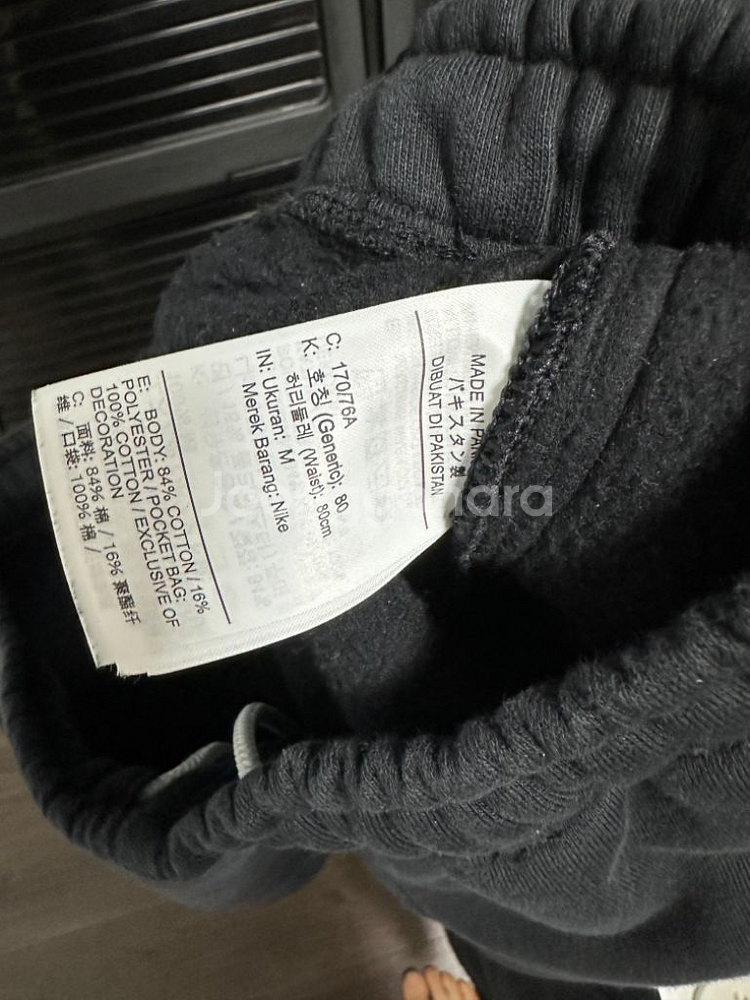 MADE IN PAK
パキスタン製
DIBUAT DI PAKISTAN
C: 170/76A
K: 호칭 (Generic): 80
허리둘레 (Waist): 80cm
IN: Ukuran: M
Merek Barang: Nike
E: BODY: 84% COTTON / 16%
POLYESTER / POCKET BAG:
100% COTTON / EXCLUSIVE OF
DECORATION
C: 面料: 84% 棉 / 16% 聚酯纤
维 / 口袋: 100% 棉 /